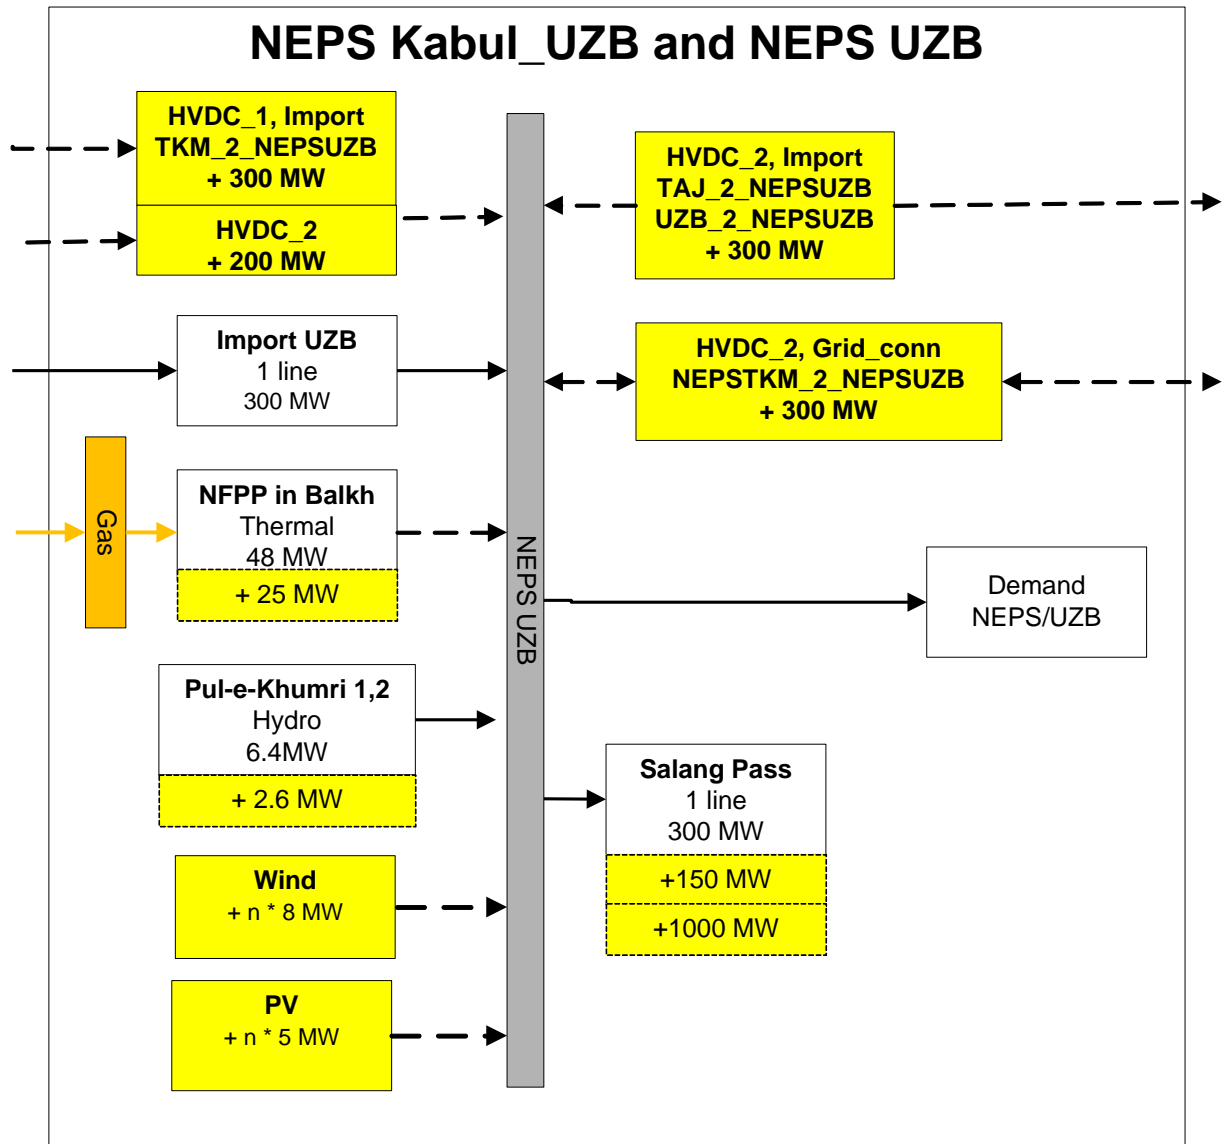 NEPS Kabul_UZB and NEPS UZB
HVDC_1, Import
TKM_2_NEPSUZB
+ 300 MW
HVDC_2
+ 200 MW
HVDC_2, Import
TAJ_2_NEPSUZB
UZB_2_NEPSUZB
+ 300 MW
Import UZB
1 line
300 MW
HVDC_2, Grid_conn
NEPSTKM_2_NEPSUZB
+ 300 MW
Gas
NFPP in Balkh
Thermal
48 MW
+ 25 MW
NEPS UZB
Demand
NEPS/UZB
Pul-e-Khumri 1,2
Hydro
6.4MW
+ 2.6 MW
Salang Pass
1 line
300 MW
+150 MW
+1000 MW
Wind
+ n * 8 MW
PV
+ n * 5 MW